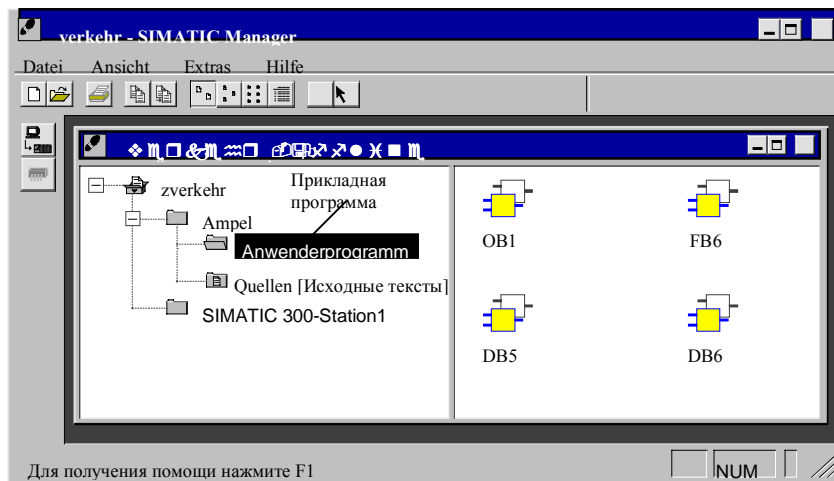 verkehr - SIMATIC Manager
Datei Ansicht Extras Hilfe
zverkehr
Прикладная
программа
Ampel
Anwenderprogramm
Quellen [Исходные тексты]
SIMATIC 300-Station1
OB1
FB6
DB5
DB6
Для получения помощи нажмите F1
NUM